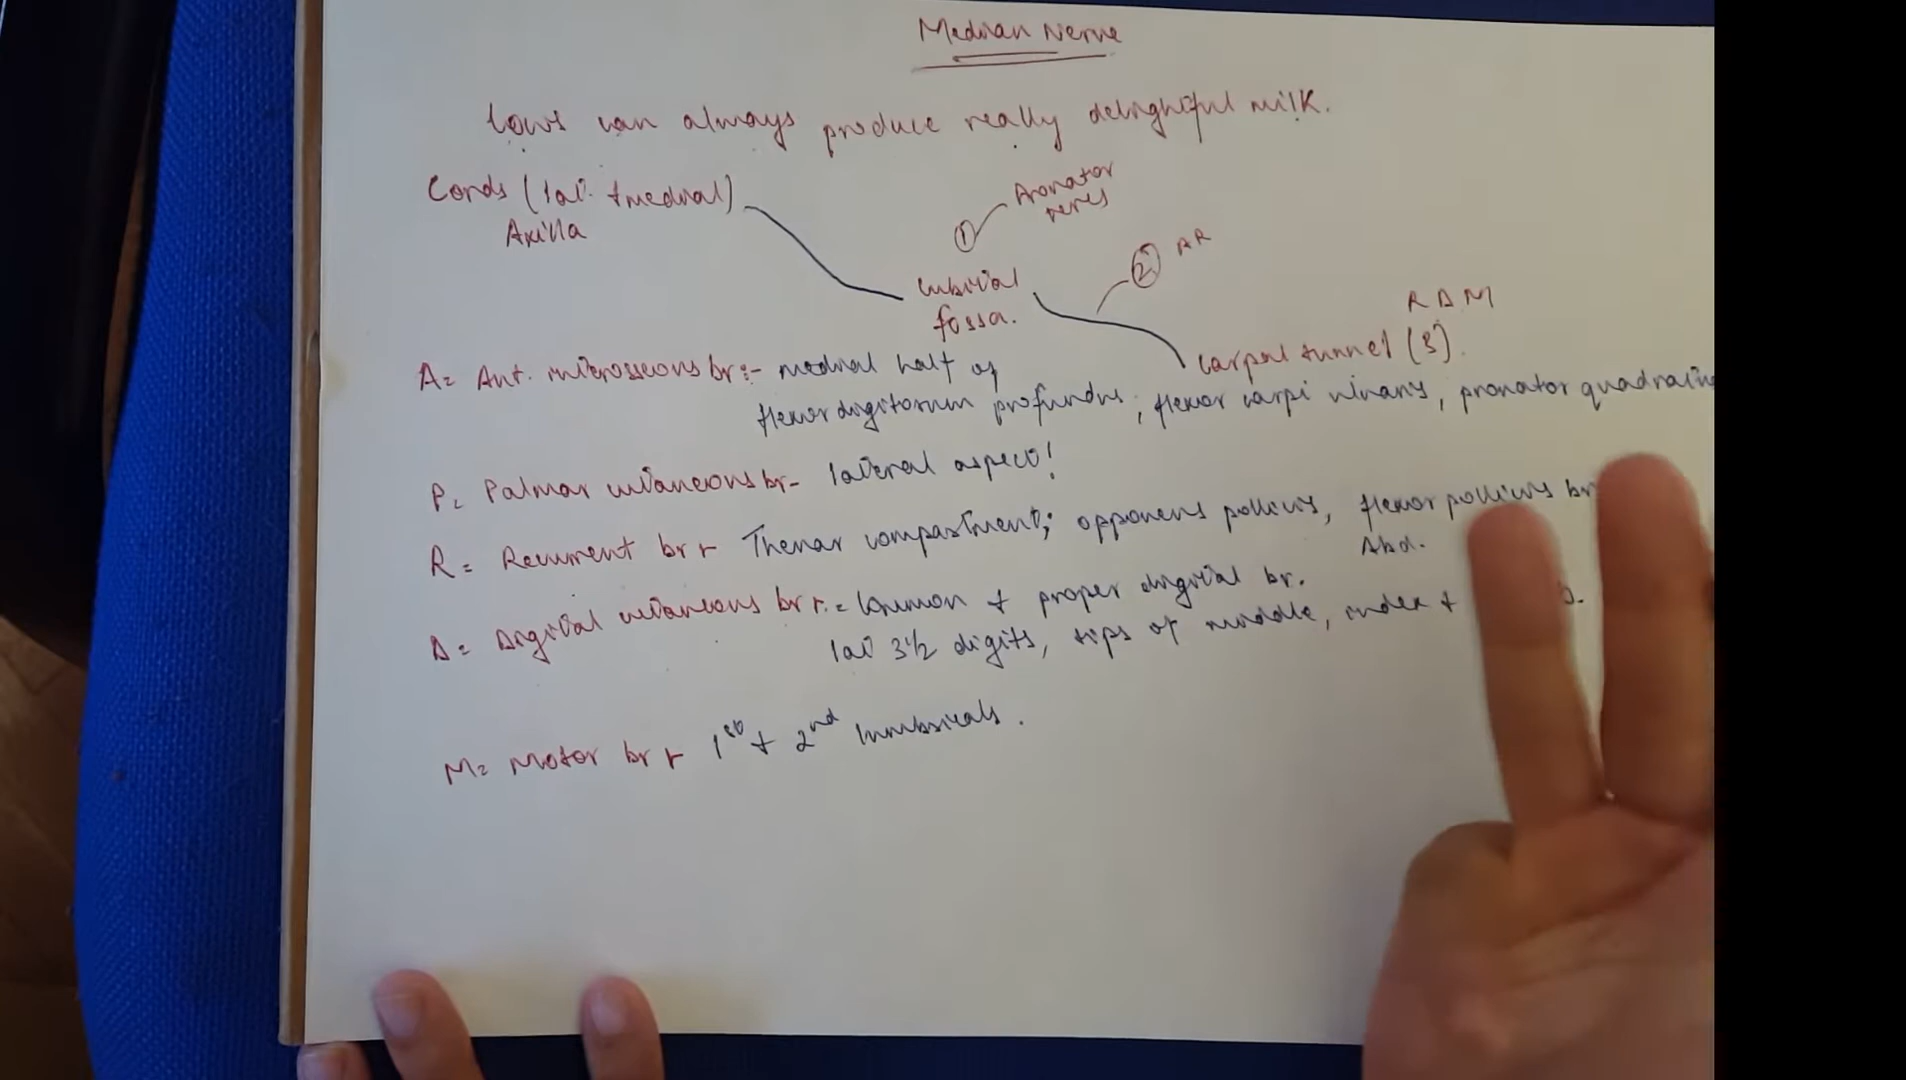 Median Nerve
Cows can always produce really delightful milk.
Cords (lat. + medial)
Axilla
① Pronator
teres
② AR
Cubital
fossa.
RDM
Carpal tunnel (3).
A= Ant. interosseous br :- medial half of
flexor digitorum profundus, flexor carpi ulnaris, pronator quadratus
P= Palmar cutaneous br - lateral aspect!
R= Recurrent br r Thenar compartment; opponens pollicis, flexor pollicis br
Abd.
D= Digital cutaneous br r. = Common + proper digital br.
lat 3½ digits, tips of middle, index +
M= Motor br r 1st + 2nd lumbricals.